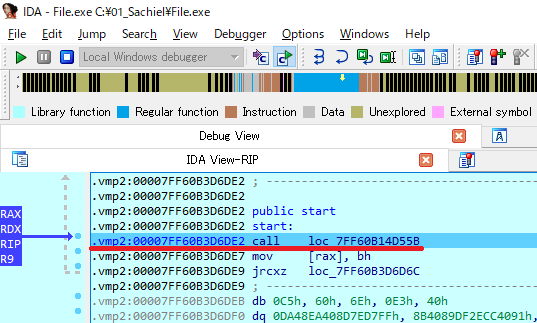 IDA - File.exe C:¥01_Sachiel¥File.exe
File Edit Jump Search View Debugger Options Windows Help
Local Windows debugger
Library function Regular function Instruction Data Unexplored External symbol
Debug View
IDA View-RIP
RAX
RDX
RIP
R9
.vmp2:00007FF60B3D6DE2 ; ---------------------------
.vmp2:00007FF60B3D6DE2
.vmp2:00007FF60B3D6DE2 public start
.vmp2:00007FF60B3D6DE2 start:
.vmp2:00007FF60B3D6DE2 call loc_7FF60B14D55B
.vmp2:00007FF60B3D6DE7 mov [rax], bh
.vmp2:00007FF60B3D6DE9 jrcxz loc_7FF60B3D6D6C
.vmp2:00007FF60B3D6DE9 ; ---------------------------
.vmp2:00007FF60B3D6DEB db 0C5h, 60h, 6Eh, 0E3h, 40h
.vmp2:00007FF60B3D6DF0 dq 0DA48EA408D7ED7FFh, 8B4089DF2ECC4091h,